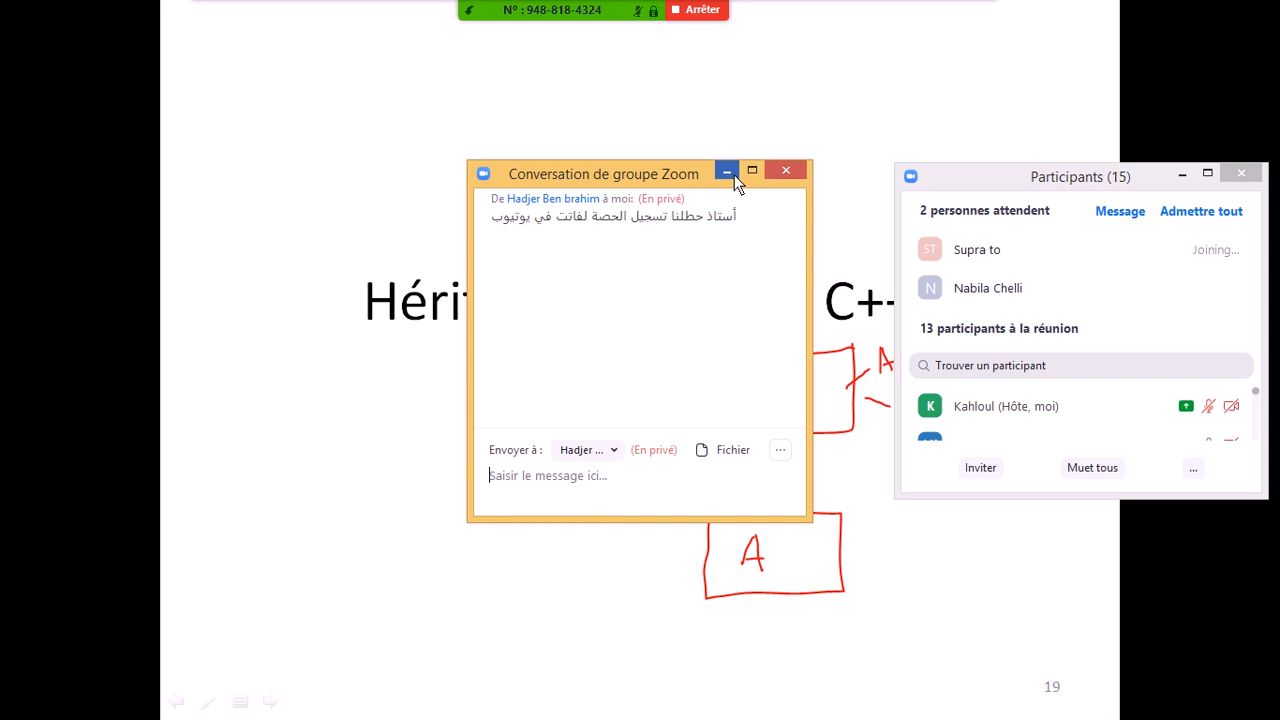 Nº : 948-818-4324
Arrêter
Conversation de groupe Zoom
De Hadjer Ben brahim à moi: (En privé)
أستاذ حطلنا تسجيل الحصة لفاتت في يوتيوب
Envoyer à : Hadjer ... (En privé) Fichier ...
Saisir le message ici...
Participants (15)
2 personnes attendent Message Admettre tout
ST Supra to Joining...
N Nabila Chelli
13 participants à la réunion
Trouver un participant
K Kahloul (Hôte, moi)
Inviter Muet tous ...
Héri
C+
A
A
19